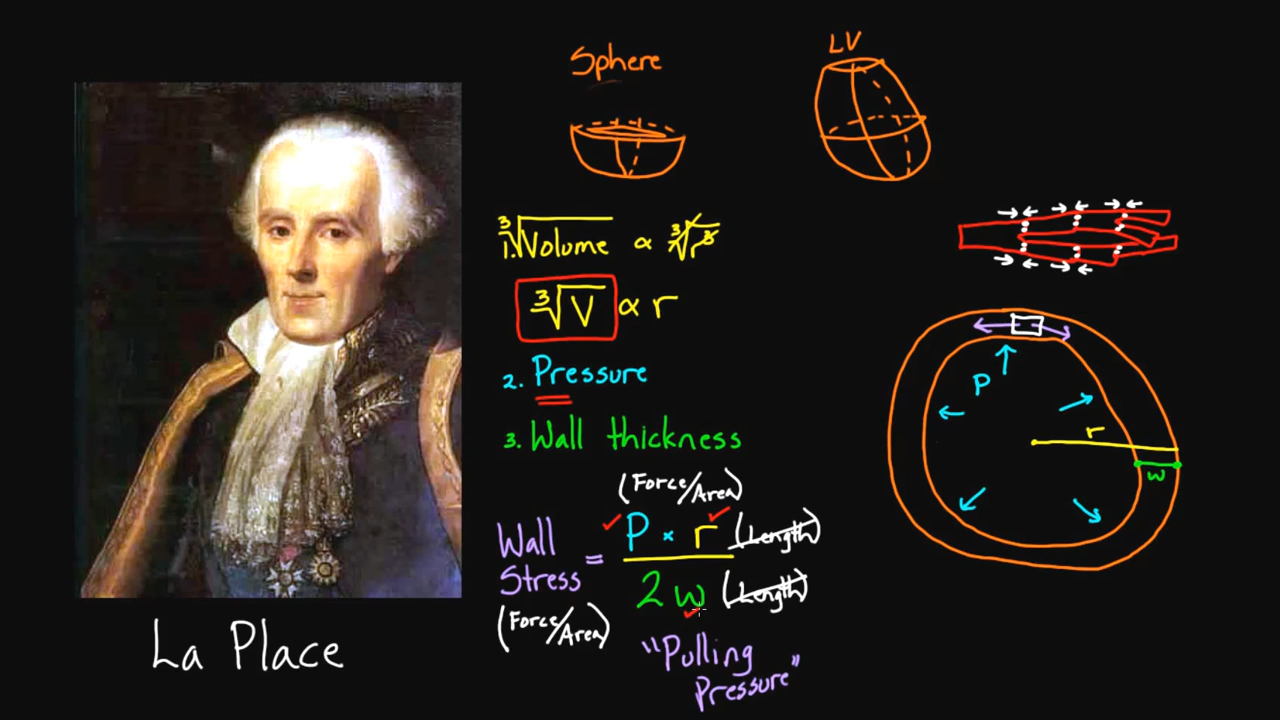 Sphere
LV
1. ∛Volume ∝ ∛r³
∛V ∝ r
2. Pressure
3. Wall thickness
(Force/Area)
Wall Stress = P × r (Length)
2 w (Length)
(Force/Area)
"Pulling
Pressure"
La Place
P
r
w